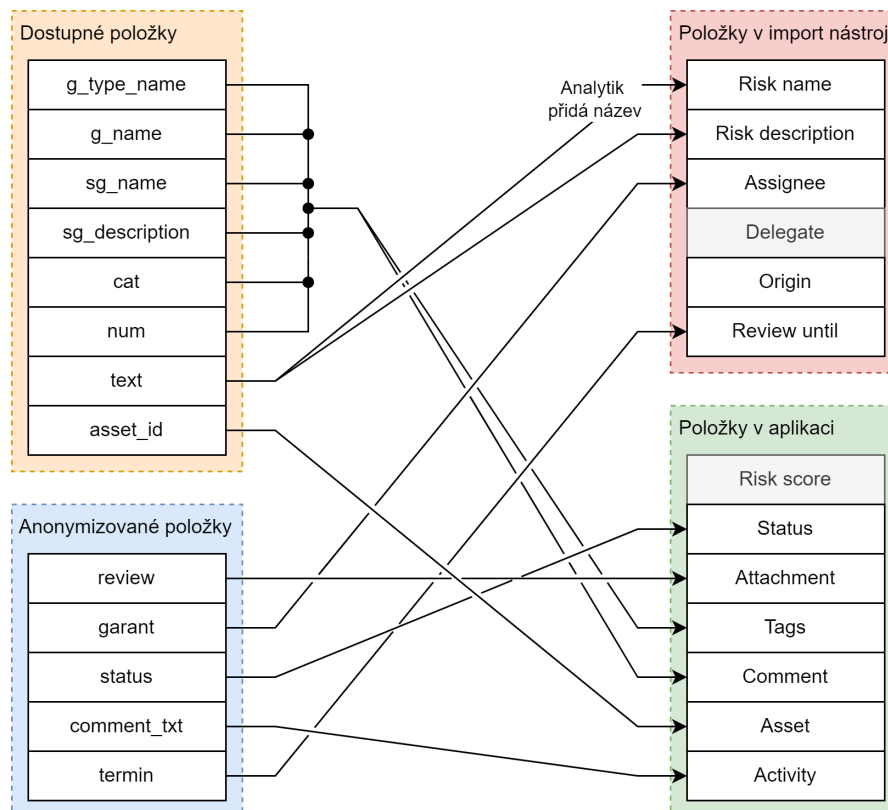 Dostupné položky
g_type_name
g_name
sg_name
sg_description
cat
num
text
asset_id
Anonymizované položky
review
garant
status
comment_txt
termin
Analytik
přidá název
Položky v import nástroj
Risk name
Risk description
Assignee
Delegate
Origin
Review until
Položky v aplikaci
Risk score
Status
Attachment
Tags
Comment
Asset
Activity